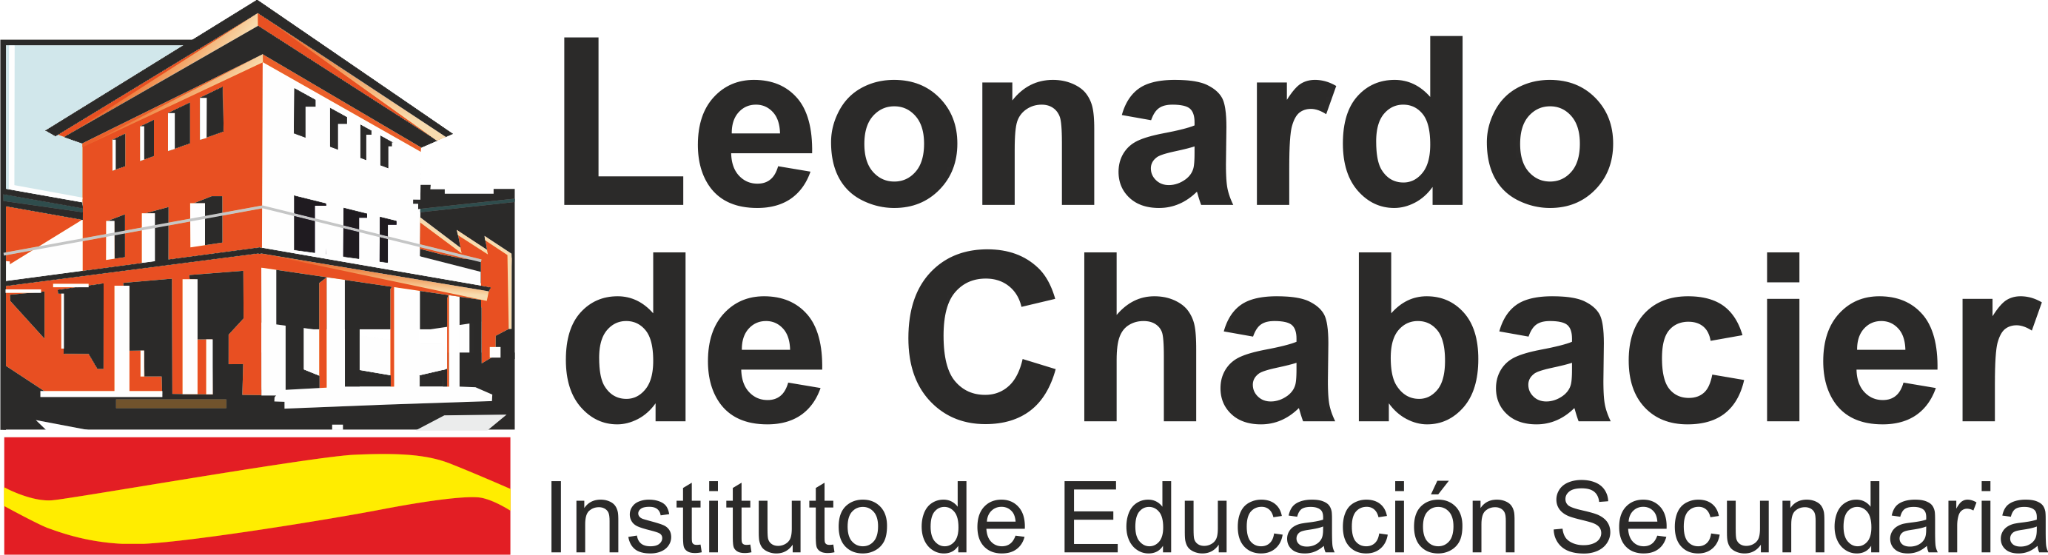 Leonardo
de Chabacier
Instituto de Educación Secundaria